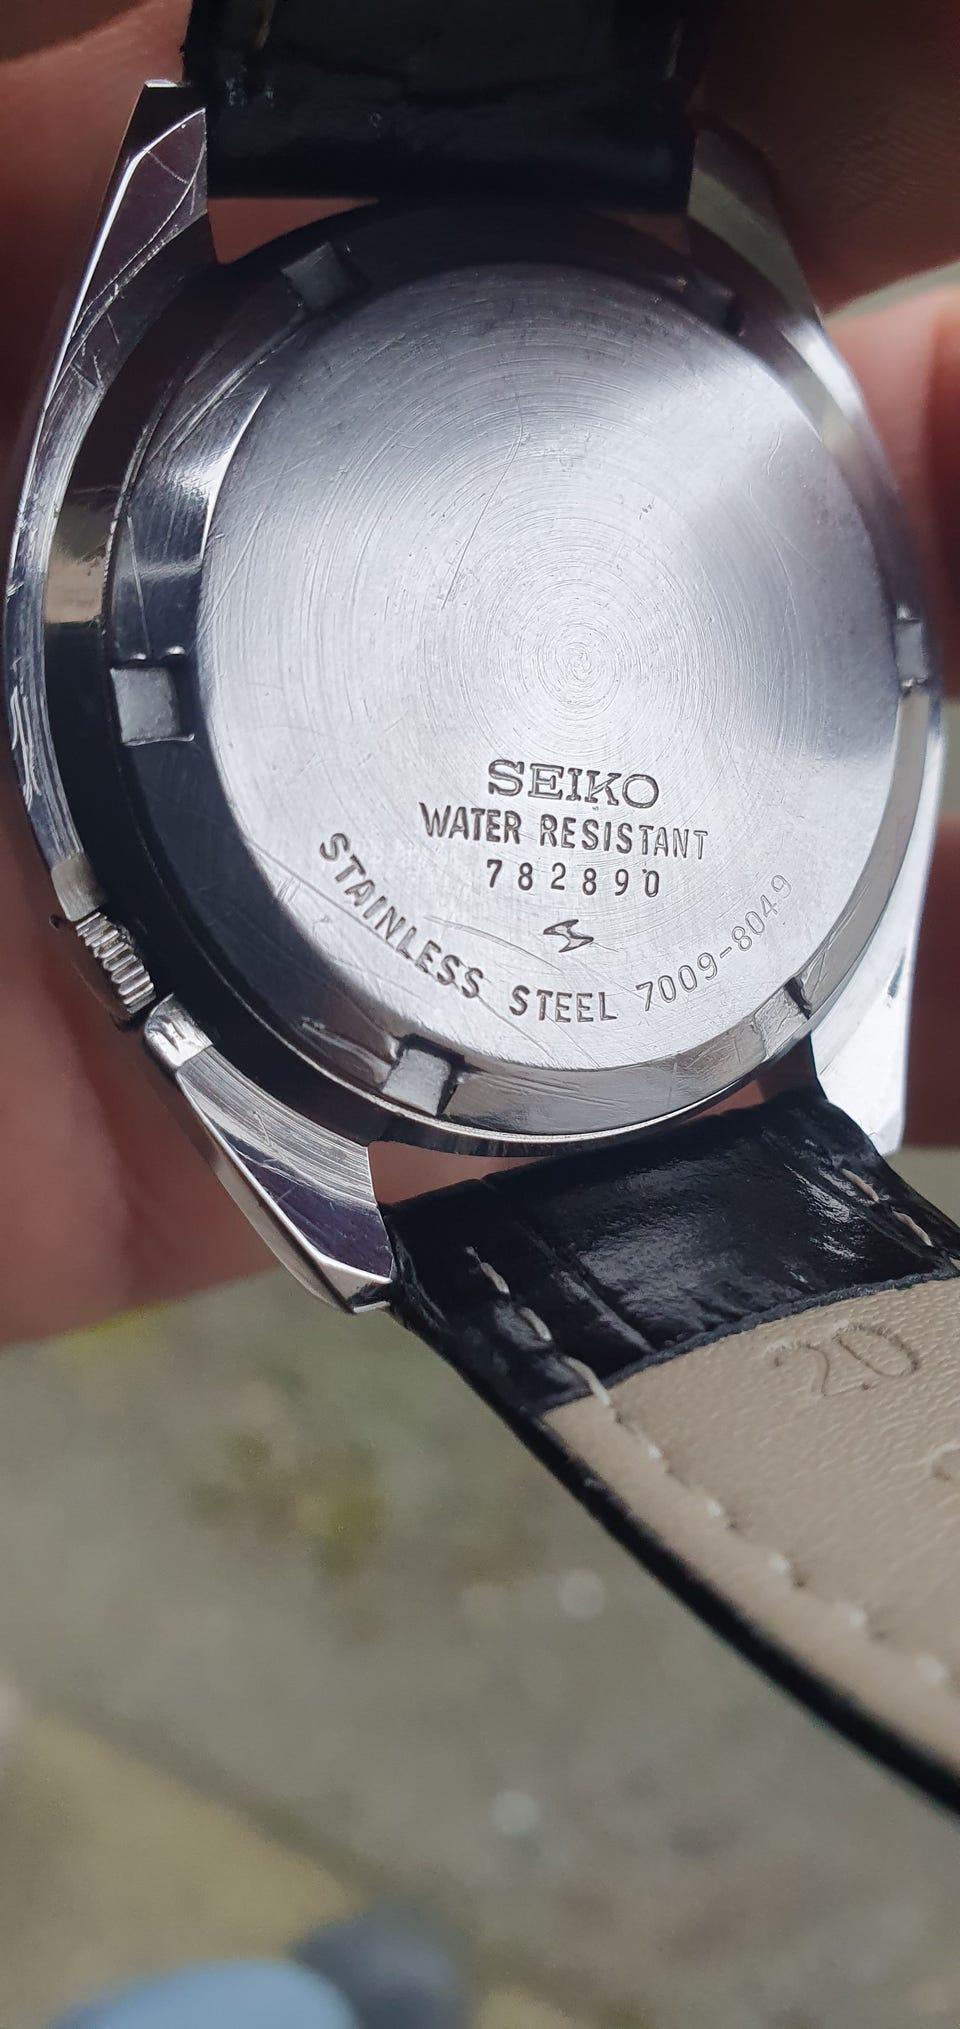 SEIKO
WATER RESISTANT
782890
STAINLESS STEEL 7009-8049
20